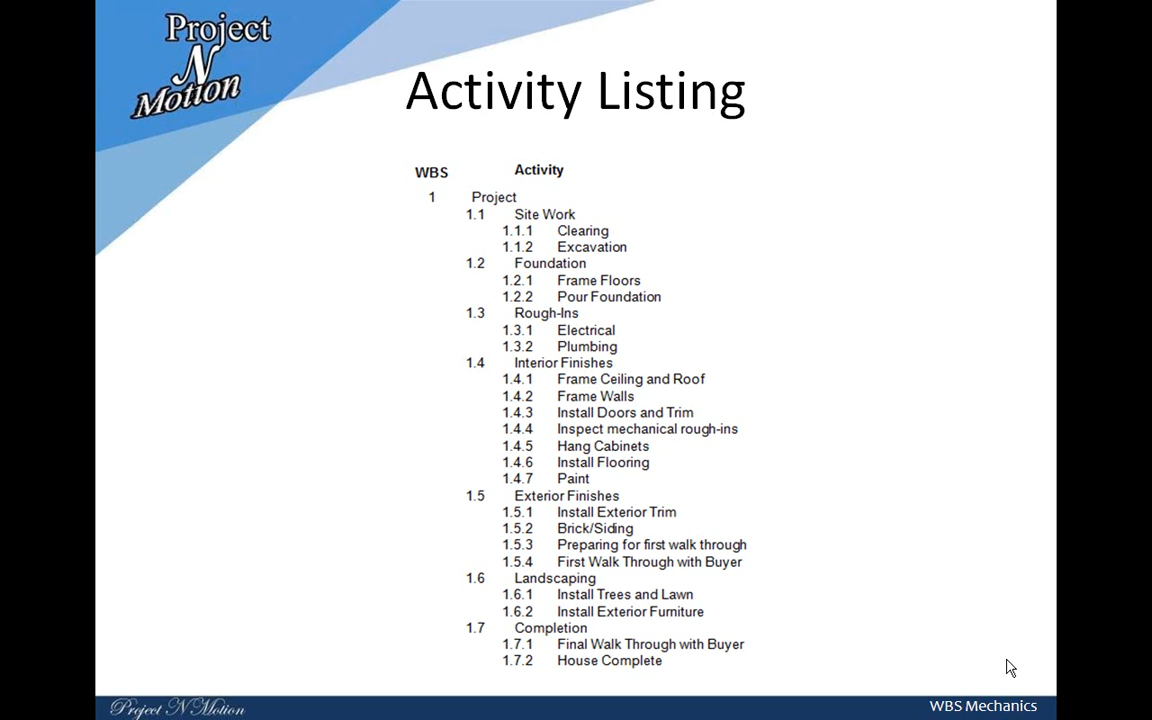 Project
N
Motion
Activity Listing
WBS Activity
1 Project
1.1 Site Work
1.1.1 Clearing
1.1.2 Excavation
1.2 Foundation
1.2.1 Frame Floors
1.2.2 Pour Foundation
1.3 Rough-Ins
1.3.1 Electrical
1.3.2 Plumbing
1.4 Interior Finishes
1.4.1 Frame Ceiling and Roof
1.4.2 Frame Walls
1.4.3 Install Doors and Trim
1.4.4 Inspect mechanical rough-ins
1.4.5 Hang Cabinets
1.4.6 Install Flooring
1.4.7 Paint
1.5 Exterior Finishes
1.5.1 Install Exterior Trim
1.5.2 Brick/Siding
1.5.3 Preparing for first walk through
1.5.4 First Walk Through with Buyer
1.6 Landscaping
1.6.1 Install Trees and Lawn
1.6.2 Install Exterior Furniture
1.7 Completion
1.7.1 Final Walk Through with Buyer
1.7.2 House Complete
Project N Motion
WBS Mechanics